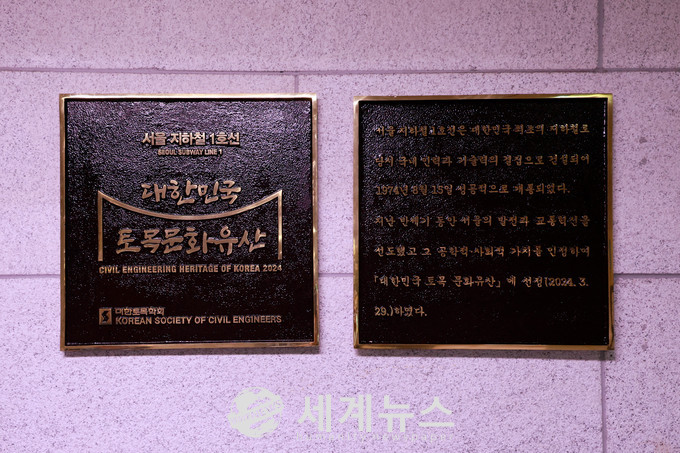 서울·지하철·1호선
SEOUL SUBWAY LINE 1
대한민국
토목문화유산
CIVIL ENGINEERING HERITAGE OF KOREA 2024
대한토목학회
KOREAN SOCIETY OF CIVIL ENGINEERS
서울 지하철 1호선은 대한민국 최초의 지하철로
당시 국내 인력과 기술력의 결정으로 건설되어
1974년 8월 15일 성공적으로 개통되었다.
지난 반세기 동안 서울의 발전과 교통혁신을
선도했고 그 공학적·사회적 가치를 인정하여
「대한민국 토목 문화유산」에 선정(2024. 3.
29.)하였다.
세계뉴스